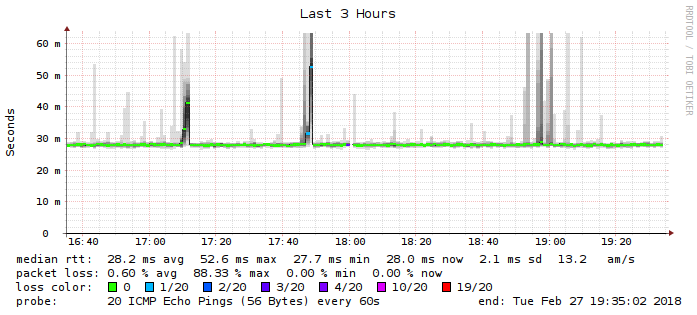 Last 3 Hours
RRDTOOL / TOBI OETIKER
Seconds
60 m
50 m
40 m
30 m
20 m
10 m
0
16:40 17:00 17:20 17:40 18:00 18:20 18:40 19:00 19:20
median rtt: 28.2 ms avg 52.6 ms max 27.7 ms min 28.0 ms now 2.1 ms sd 13.2 am/s
packet loss: 0.60 % avg 88.33 % max 0.00 % min 0.00 % now
loss color: 0 1/20 2/20 3/20 4/20 10/20 19/20
probe: 20 ICMP Echo Pings (56 Bytes) every 60s end: Tue Feb 27 19:35:02 2018